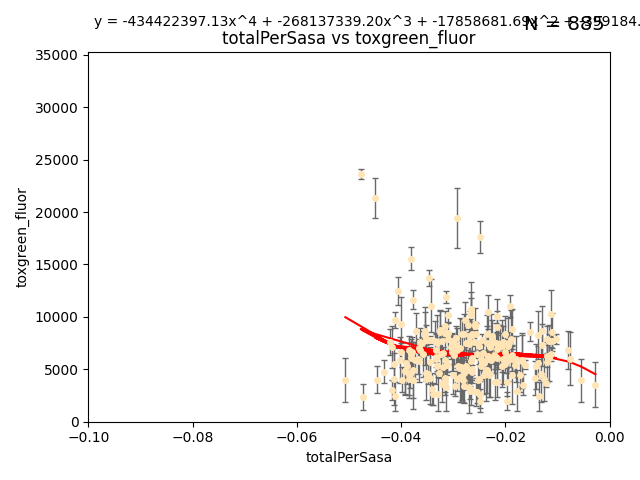 y = -434422397.13x^4 + -268137339.20x^3 + -17858681.69x^2 + -399184.
N = 885
totalPerSasa vs toxgreen_fluor
35000
30000
25000
20000
15000
10000
5000
0
toxgreen_fluor
−0.10 −0.08 −0.06 −0.04 −0.02 0.00
totalPerSasa